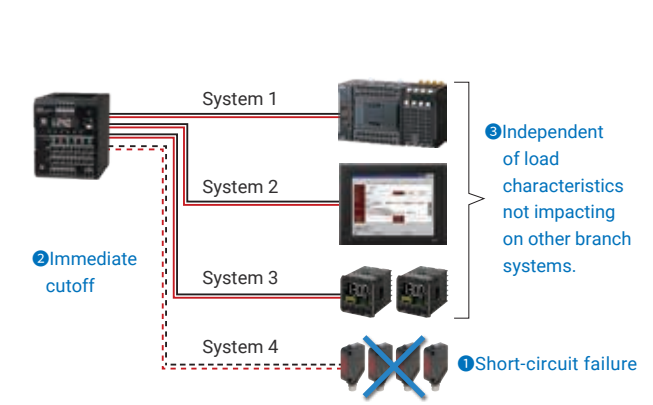 System 1
System 2
System 3
System 4
❸Independent
of load
characteristics
not impacting
on other branch
systems.
❷Immediate
cutoff
❶Short-circuit failure